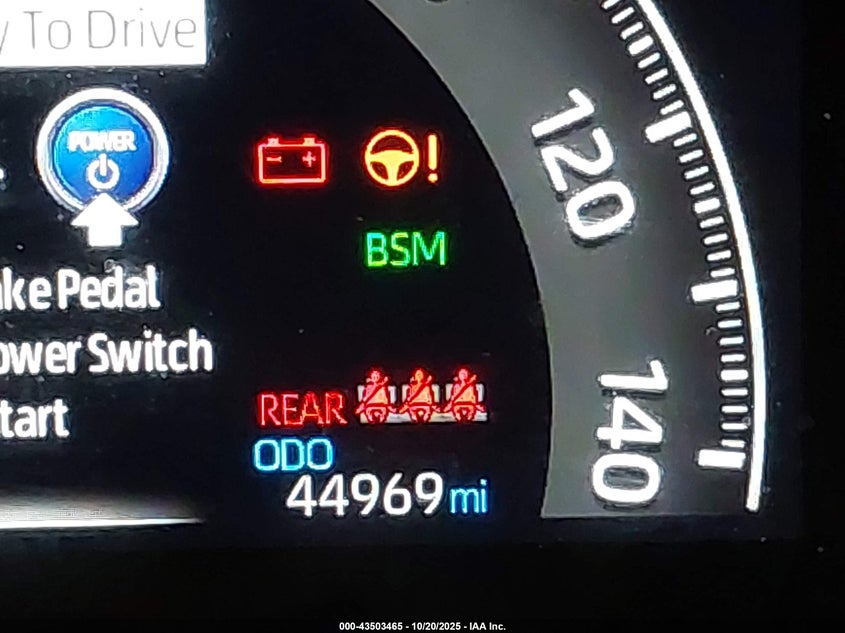 y To Drive
POWER
ke Pedal
ower Switch
tart
BSM
REAR
ODO
44969 mi
120
140
000-43503465 - 10/20/2025 - IAA Inc.